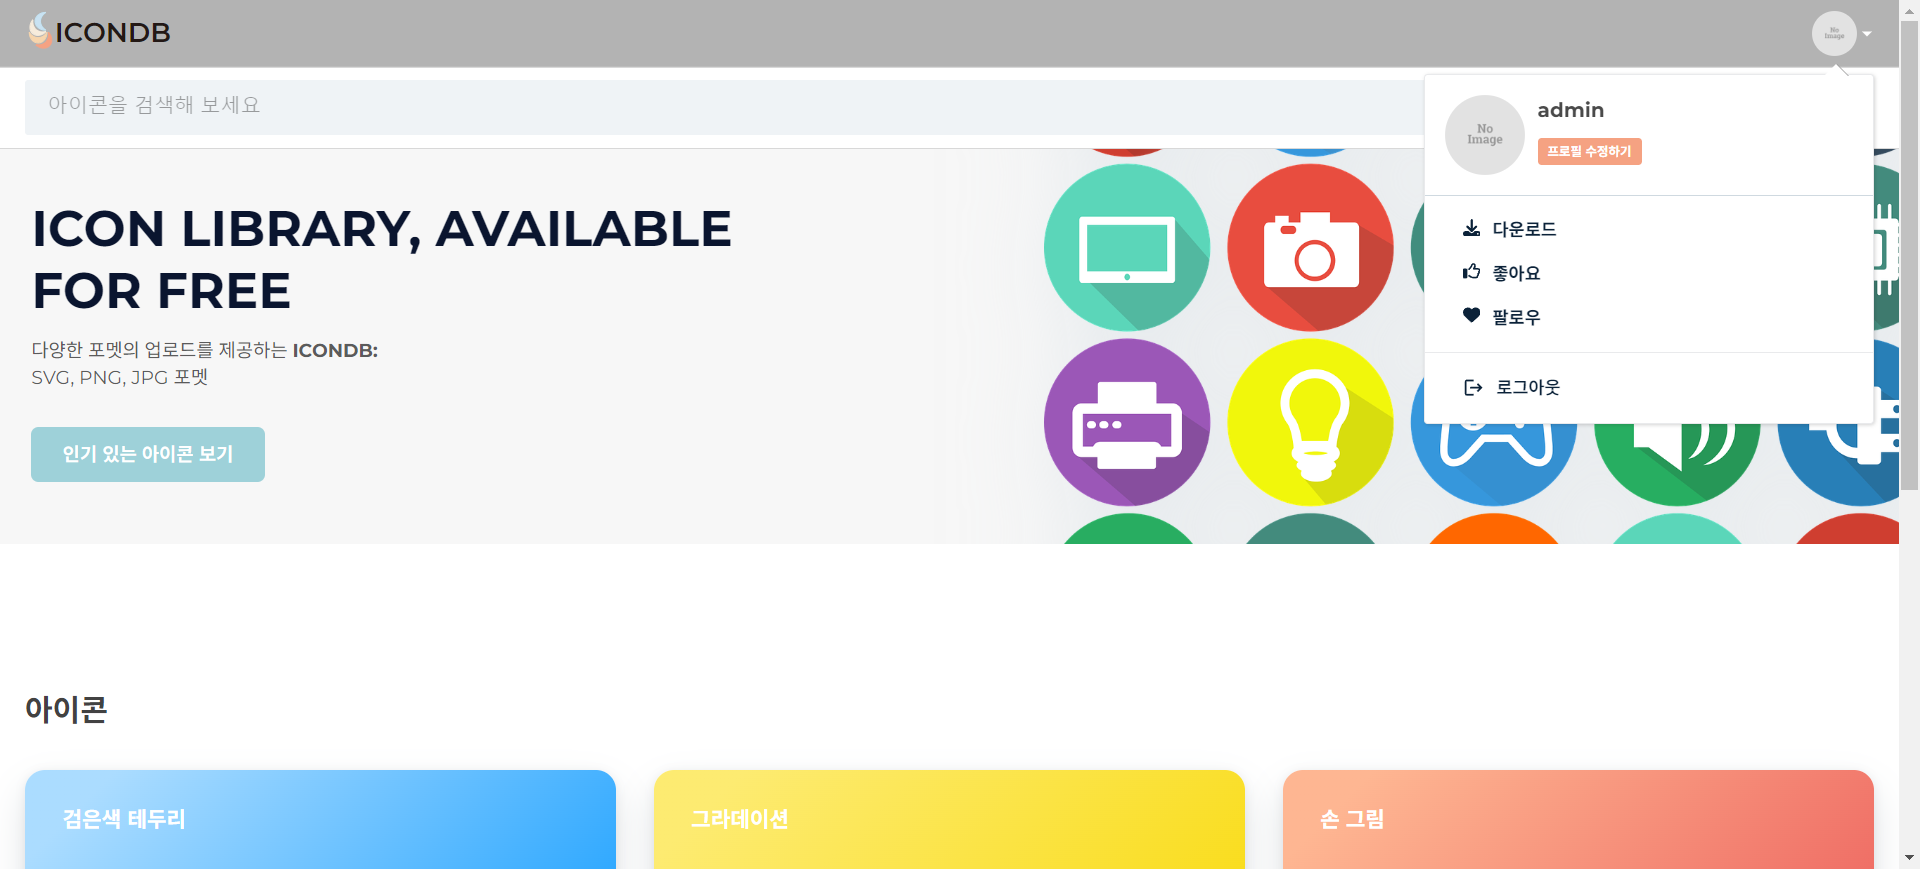 ICONDB
No
Image
아이콘을 검색해 보세요
No
Image
admin
프로필 수정하기
다운로드
좋아요
팔로우
로그아웃
ICON LIBRARY, AVAILABLE
FOR FREE
다양한 포멧의 업로드를 제공하는 ICONDB:
SVG, PNG, JPG 포멧
인기 있는 아이콘 보기
아이콘
검은색 테두리
그라데이션
손 그림